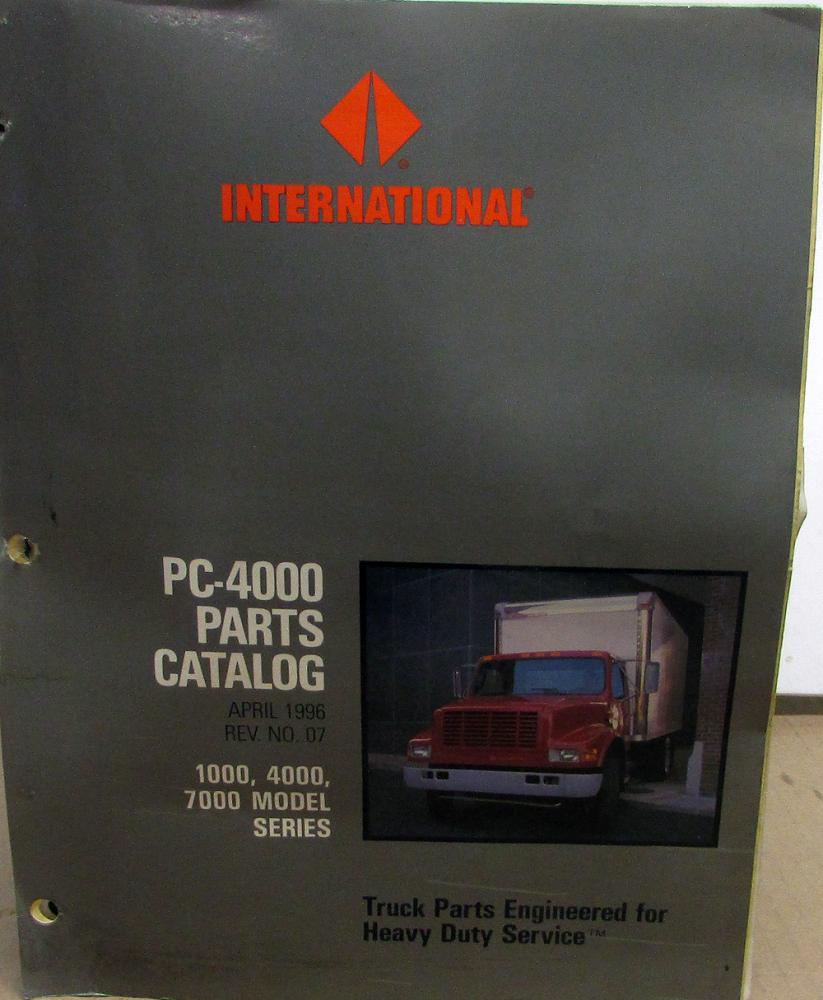 INTERNATIONAL®
PC-4000
PARTS
CATALOG
APRIL 1996
REV. NO. 07
1000, 4000,
7000 MODEL
SERIES
Truck Parts Engineered for
Heavy Duty Service™